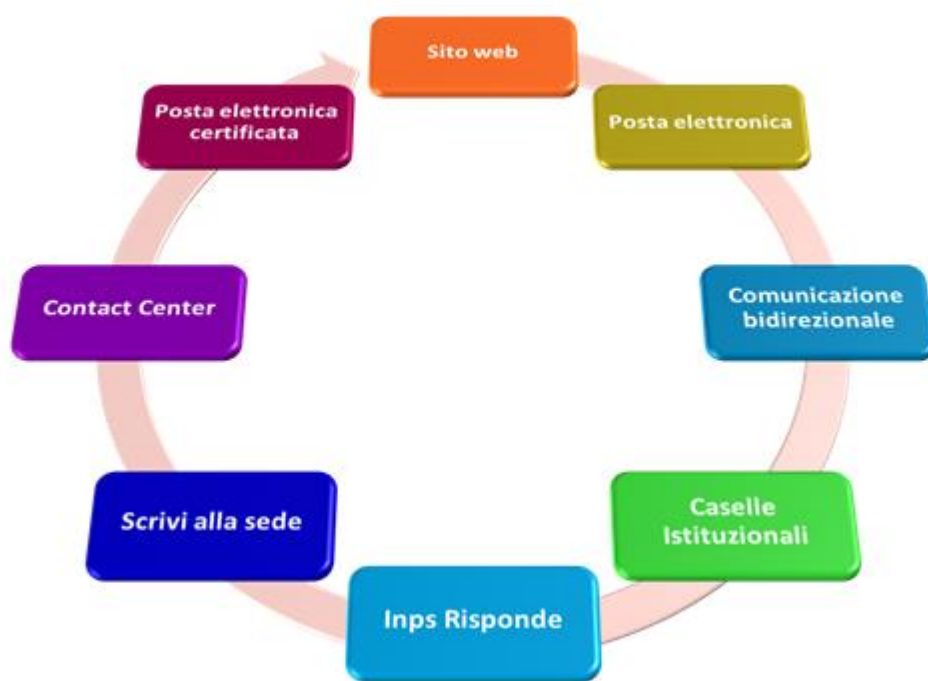 Sito web
Posta elettronica
Comunicazione
bidirezionale
Caselle
Istituzionali
Inps Risponde
Scrivi alla sede
Contact Center
Posta elettronica
certificata